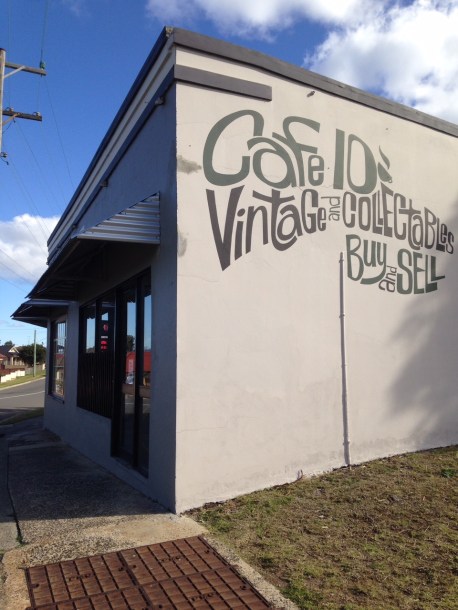 Cafe 10
Vintage and Collectables
Buy and Sell